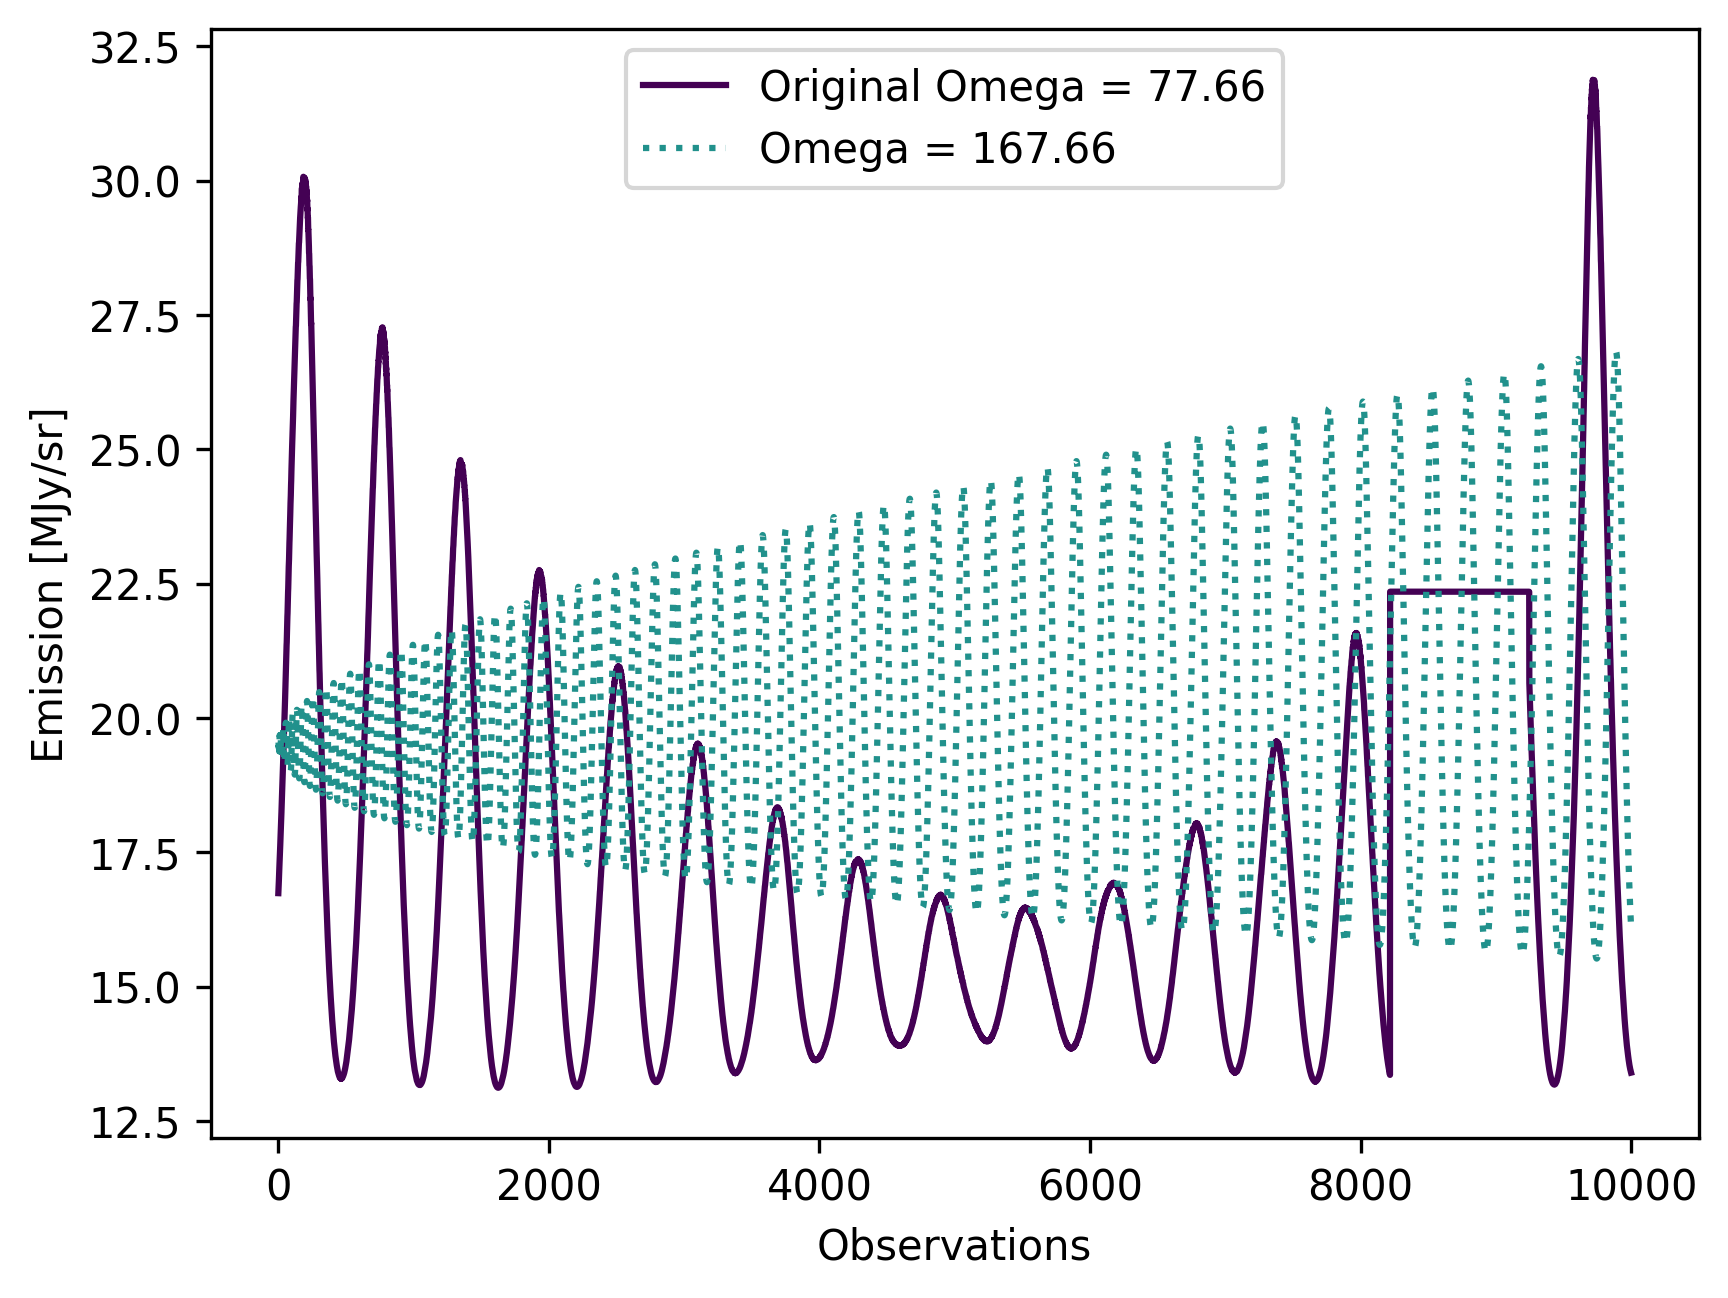 32.5
30.0
27.5
25.0
22.5
20.0
17.5
15.0
12.5
Emission [MJy/sr]
Original Omega = 77.66
Omega = 167.66
0 2000 4000 6000 8000 10000
Observations